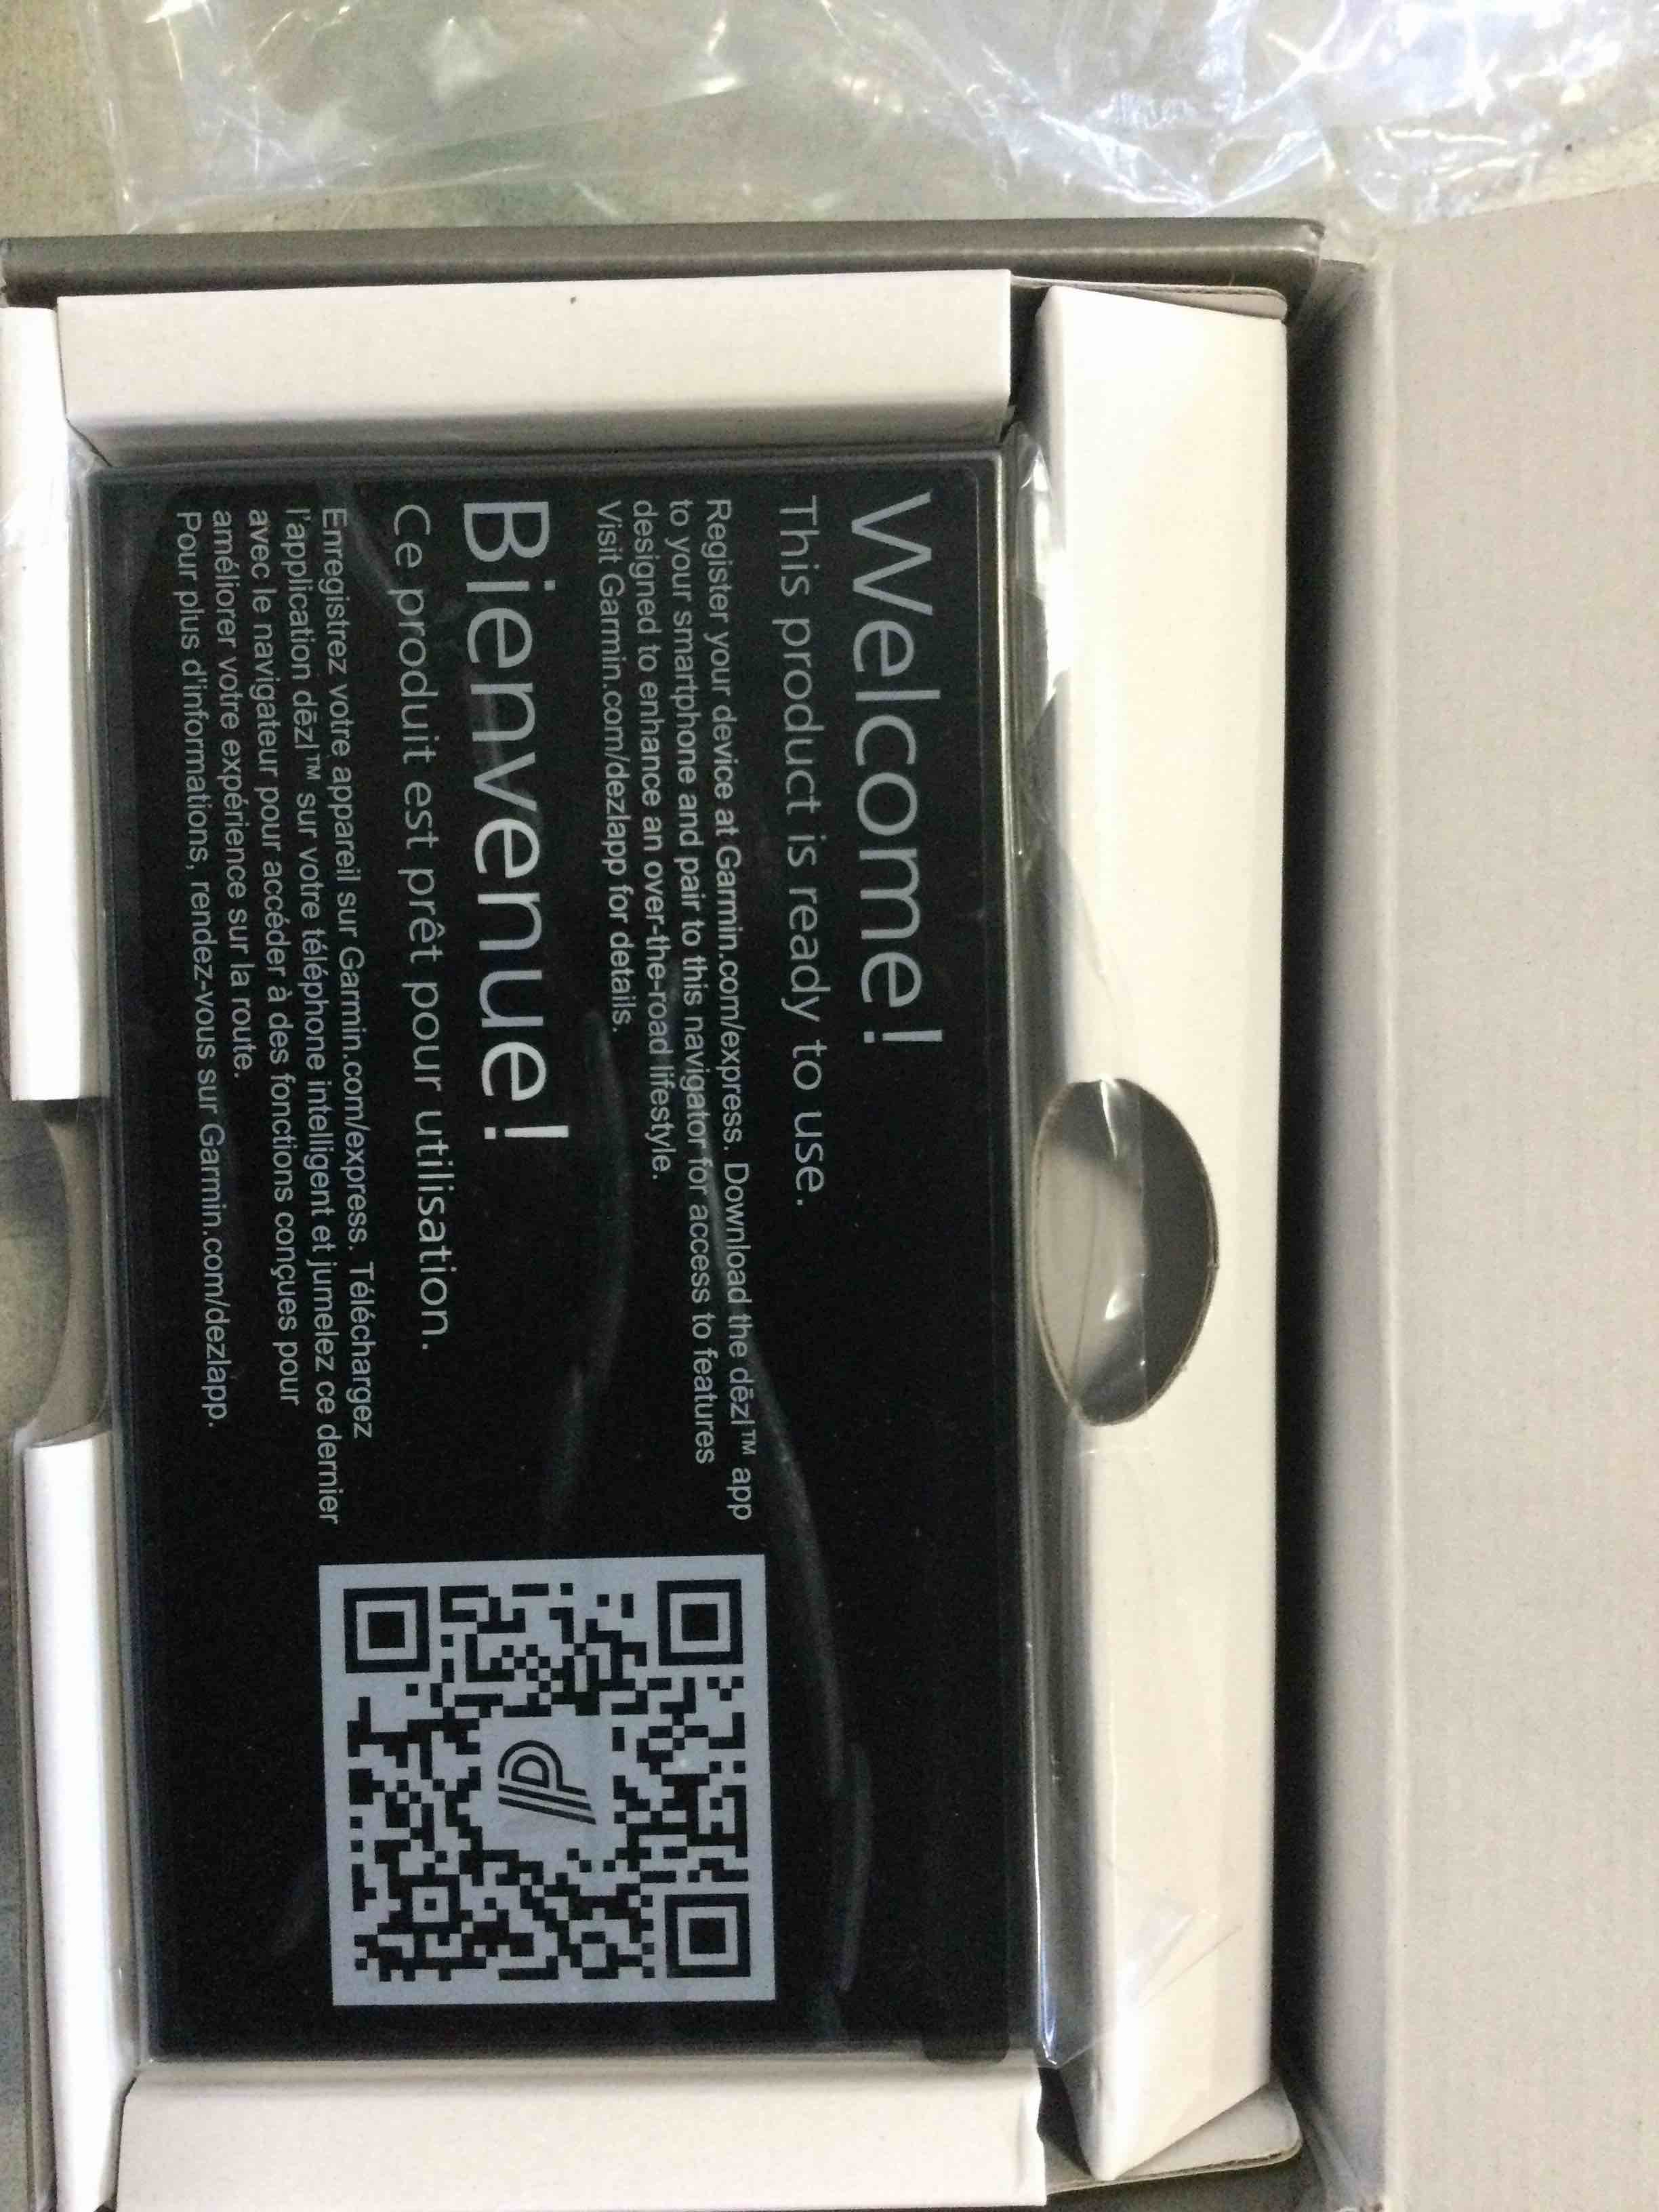 Welcome!
This product is ready to use.
Register your device at Garmin.com/express. Download the dēzl™ app
to your smartphone and pair to this navigator for access to features
designed to enhance an over-the-road lifestyle.
Visit Garmin.com/dezlapp for details.
Bienvenue!
Ce produit est prêt pour utilisation.
Enregistrez votre appareil sur Garmin.com/express. Téléchargez
l'application dēzl™ sur votre téléphone intelligent et jumelez ce dernier
avec le navigateur pour accéder à des fonctions conçues pour
améliorer votre expérience sur la route.
Pour plus d'informations, rendez-vous sur Garmin.com/dezlapp.